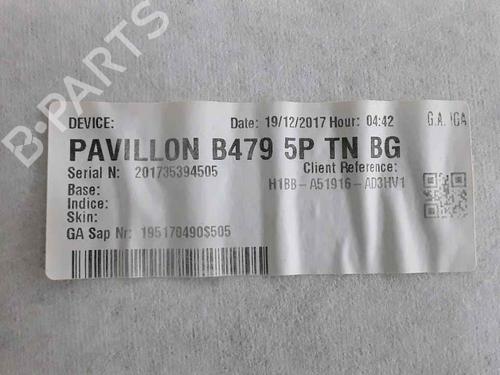 B-PARTS
DEVICE: Date: 19/12/2017 Hour: 04:42 G.A. IGA
PAVILLON B479 5P TN BG
Serial N: 201735394505 Client Reference:
Base: H1BB-A51916-AD3HV1
Indice:
Skin:
GA Sap Nr: 195170490S505